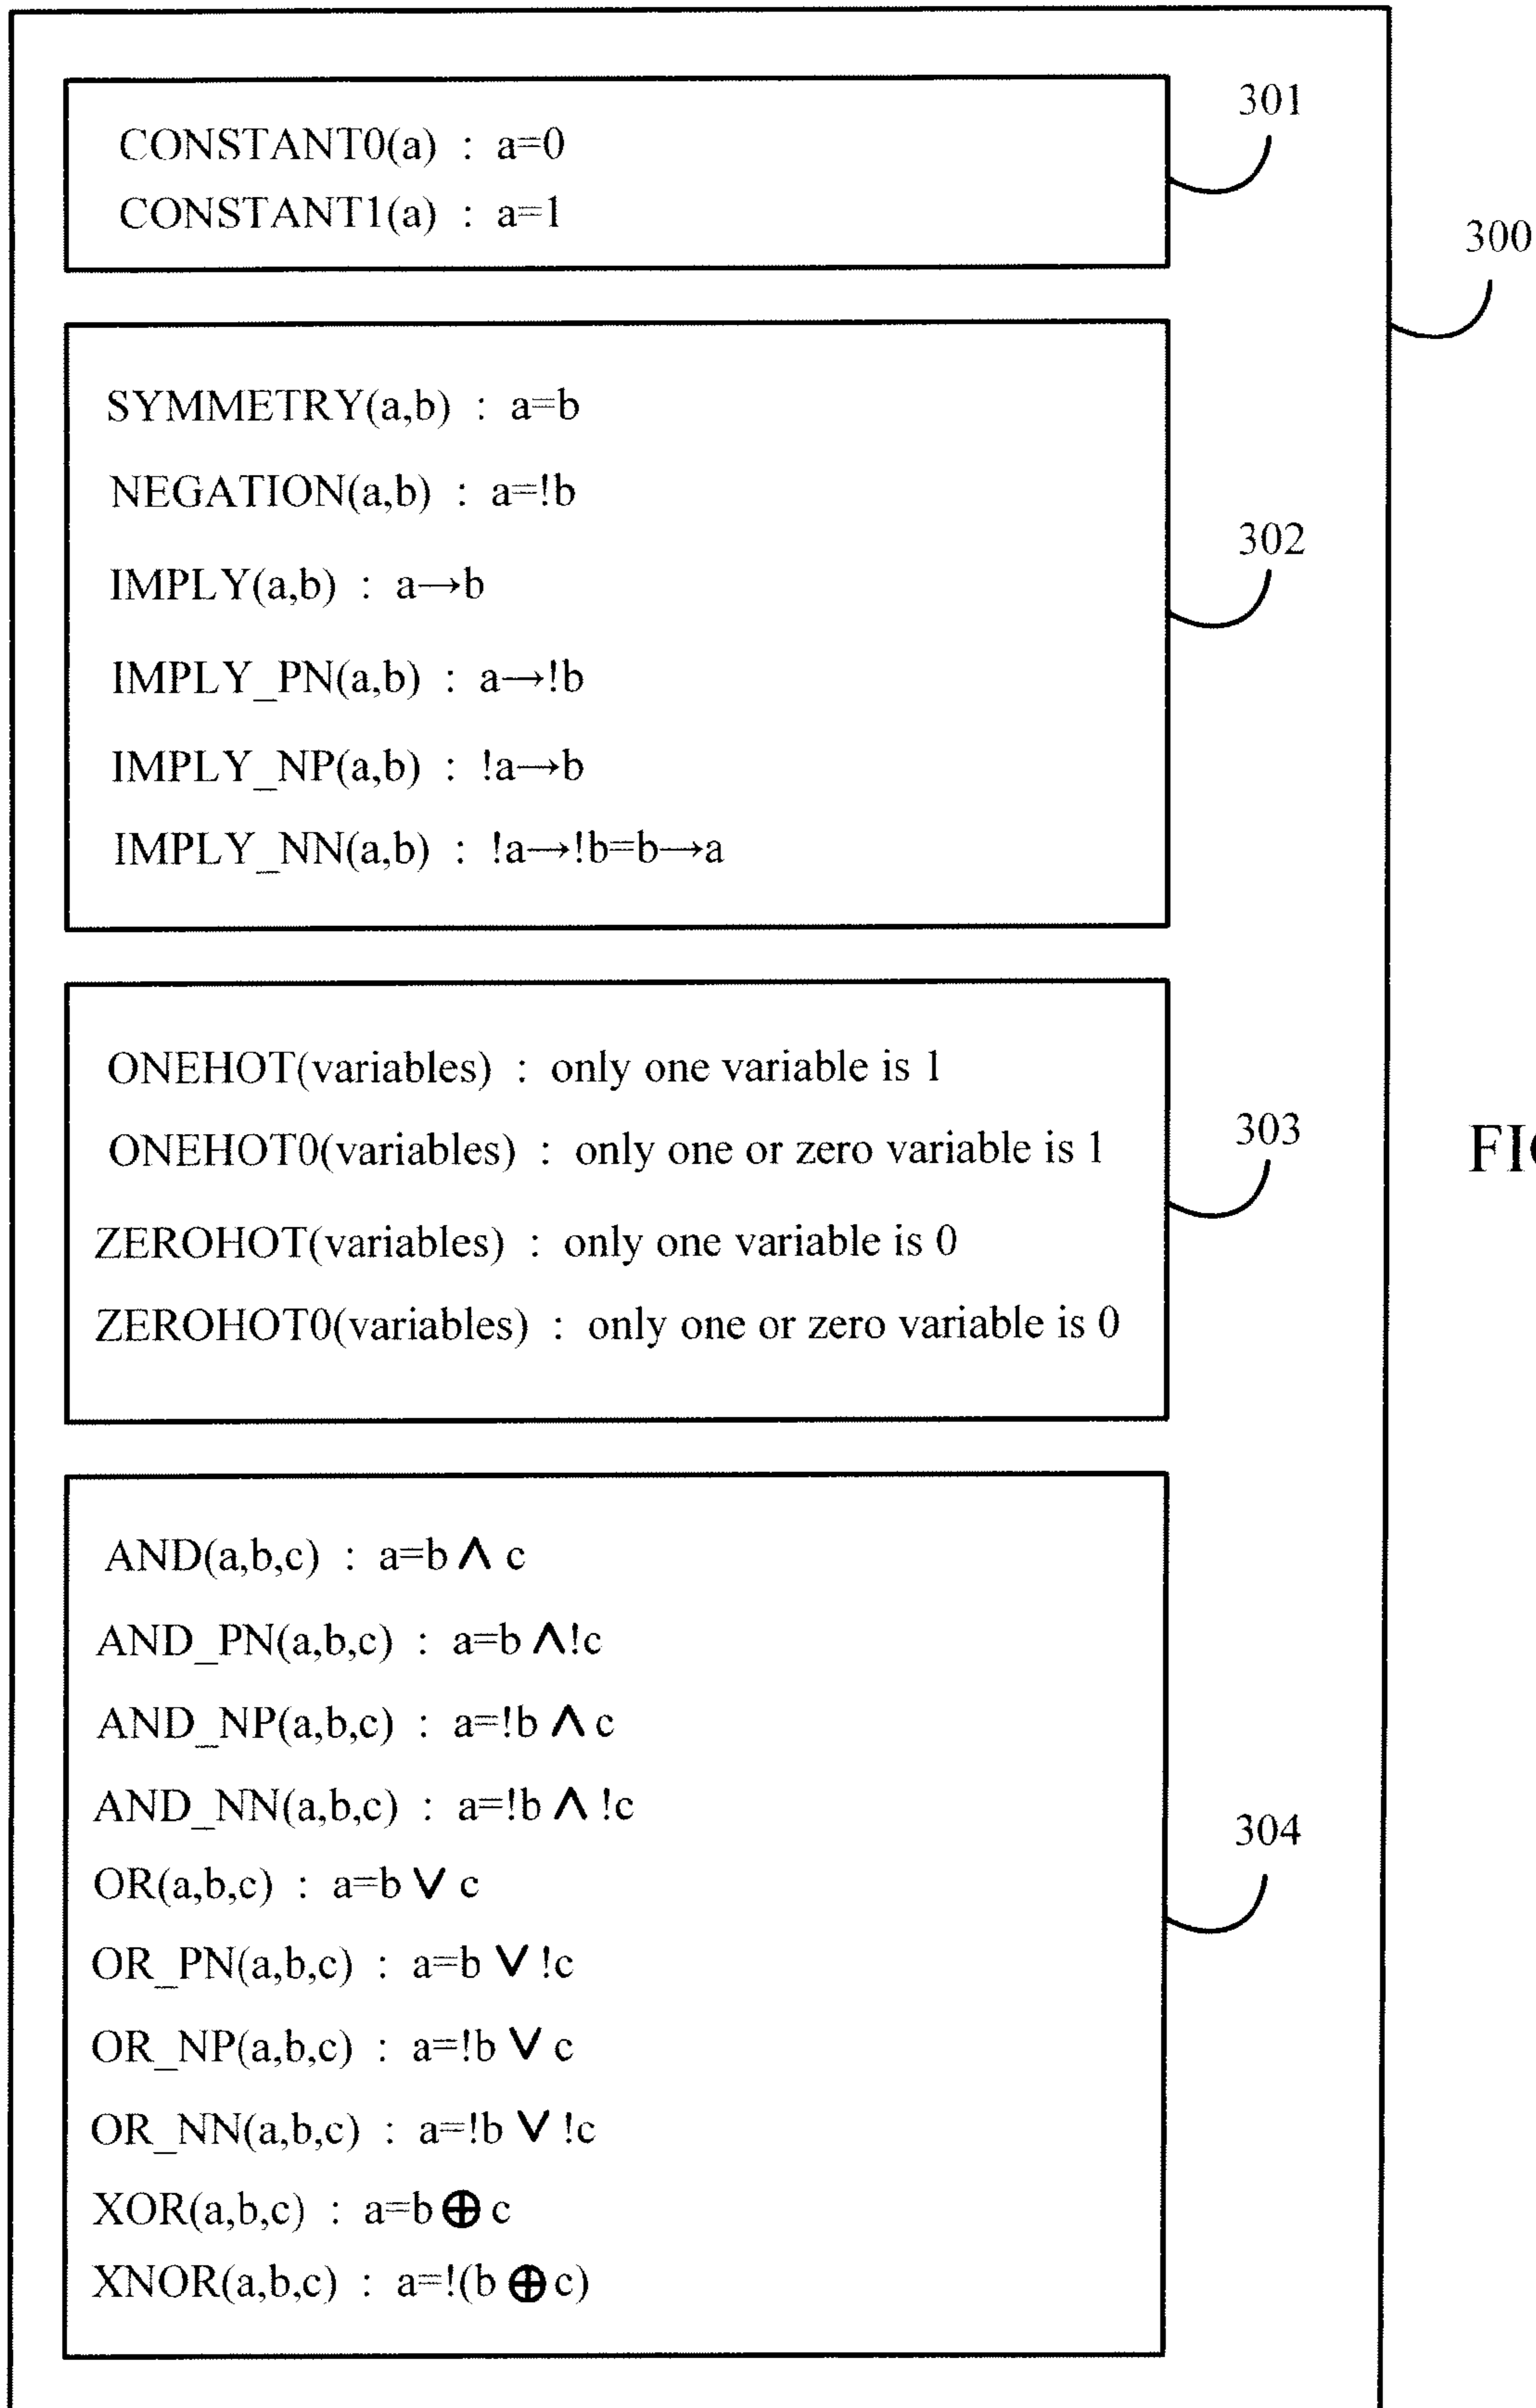 CONSTANT0(a) : a=0
CONSTANT1(a) : a=1
301
300
SYMMETRY(a,b) : a=b
NEGATION(a,b) : a=!b
IMPLY(a,b) : a→b
IMPLY_PN(a,b) : a→!b
IMPLY_NP(a,b) : !a→b
IMPLY_NN(a,b) : !a→!b=b→a
302
ONEHOT(variables) : only one variable is 1
ONEHOT0(variables) : only one or zero variable is 1
ZEROHOT(variables) : only one variable is 0
ZEROHOT0(variables) : only one or zero variable is 0
303
AND(a,b,c) : a=b ∧ c
AND_PN(a,b,c) : a=b ∧!c
AND_NP(a,b,c) : a=!b ∧ c
AND_NN(a,b,c) : a=!b ∧ !c
OR(a,b,c) : a=b ∨ c
OR_PN(a,b,c) : a=b ∨ !c
OR_NP(a,b,c) : a=!b ∨ c
OR_NN(a,b,c) : a=!b ∨ !c
XOR(a,b,c) : a=b ⊕ c
XNOR(a,b,c) : a=!(b ⊕ c)
304